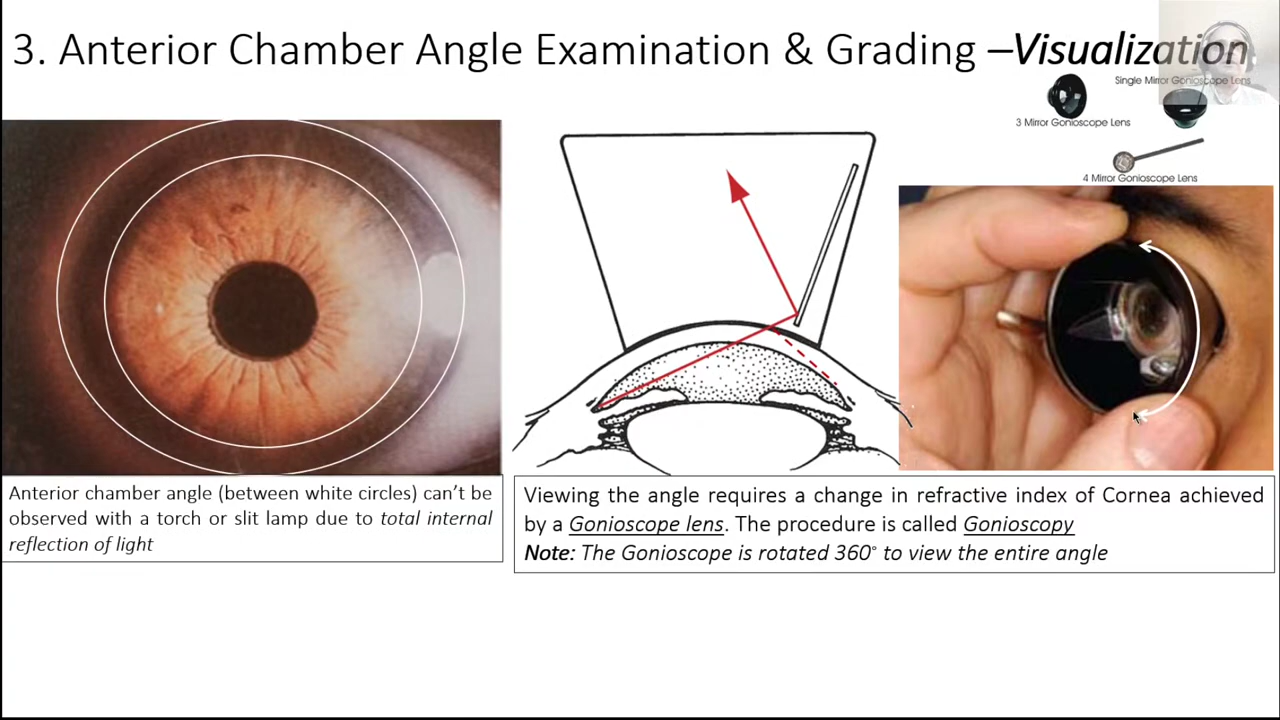 3. Anterior Chamber Angle Examination & Grading –Visualization
Single Mirror Gonioscope Lens
3 Mirror Gonioscope Lens
4 Mirror Gonioscope Lens
Anterior chamber angle (between white circles) can't be
observed with a torch or slit lamp due to total internal
reflection of light
Viewing the angle requires a change in refractive index of Cornea achieved
by a Gonioscope lens. The procedure is called Gonioscopy
Note: The Gonioscope is rotated 360° to view the entire angle